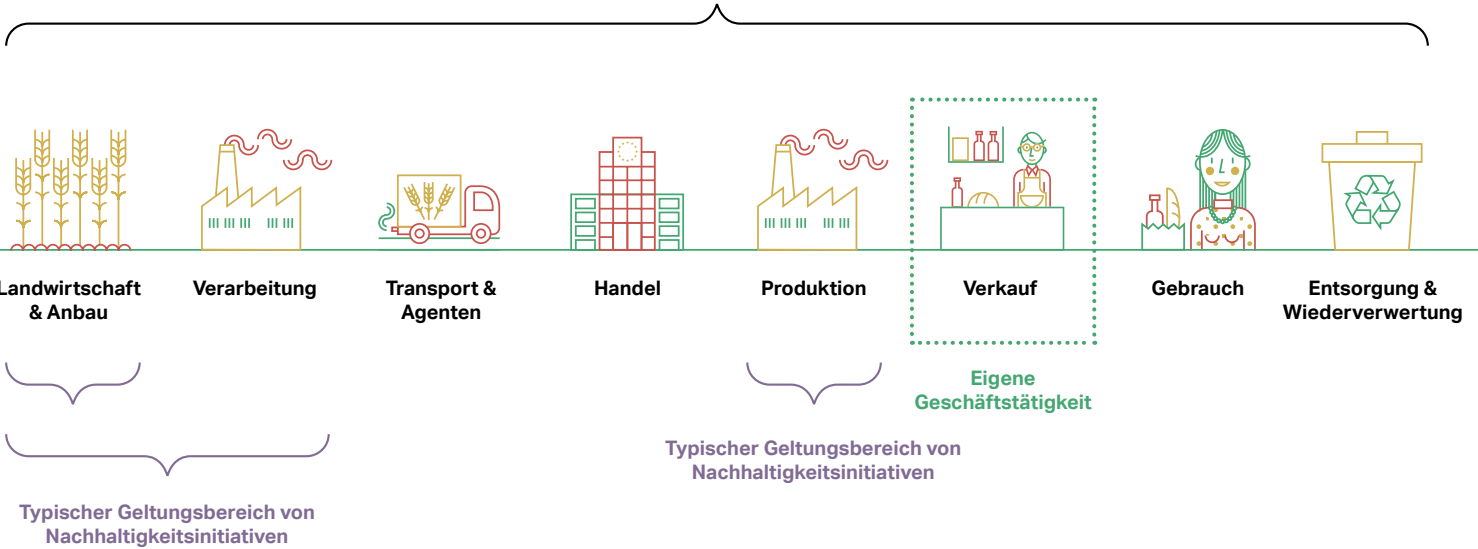 Landwirtschaft
& Anbau
Verarbeitung
Transport &
Agenten
Handel
Produktion
Verkauf
Gebrauch
Entsorgung &
Wiederverwertung
Eigene
Geschäftstätigkeit
Typischer Geltungsbereich von
Nachhaltigkeitsinitiativen
Typischer Geltungsbereich von
Nachhaltigkeitsinitiativen